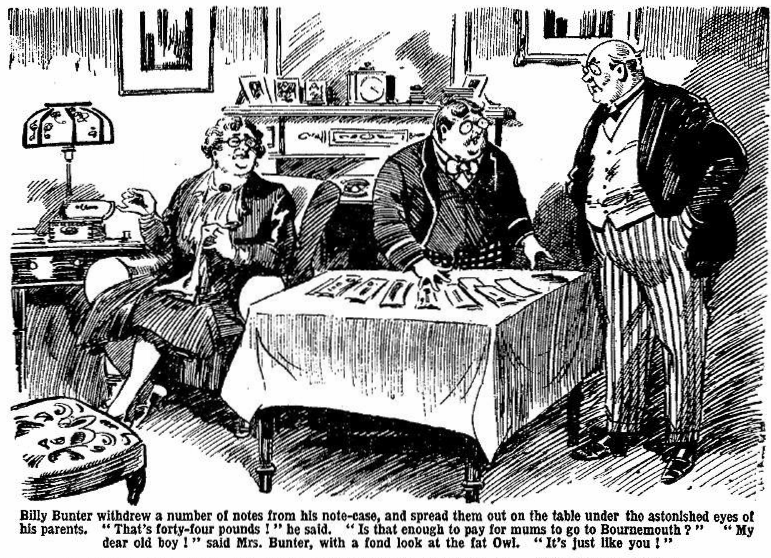 Billy Bunter withdrew a number of notes from his note-case, and spread them out on the table under the astonished eyes of
his parents. "That's forty-four pounds !" he said. "Is that enough to pay for mums to go to Bournemouth ?" "My
dear old boy !" said Mrs. Bunter, with a fond look at the fat Owl. "It's just like you !"